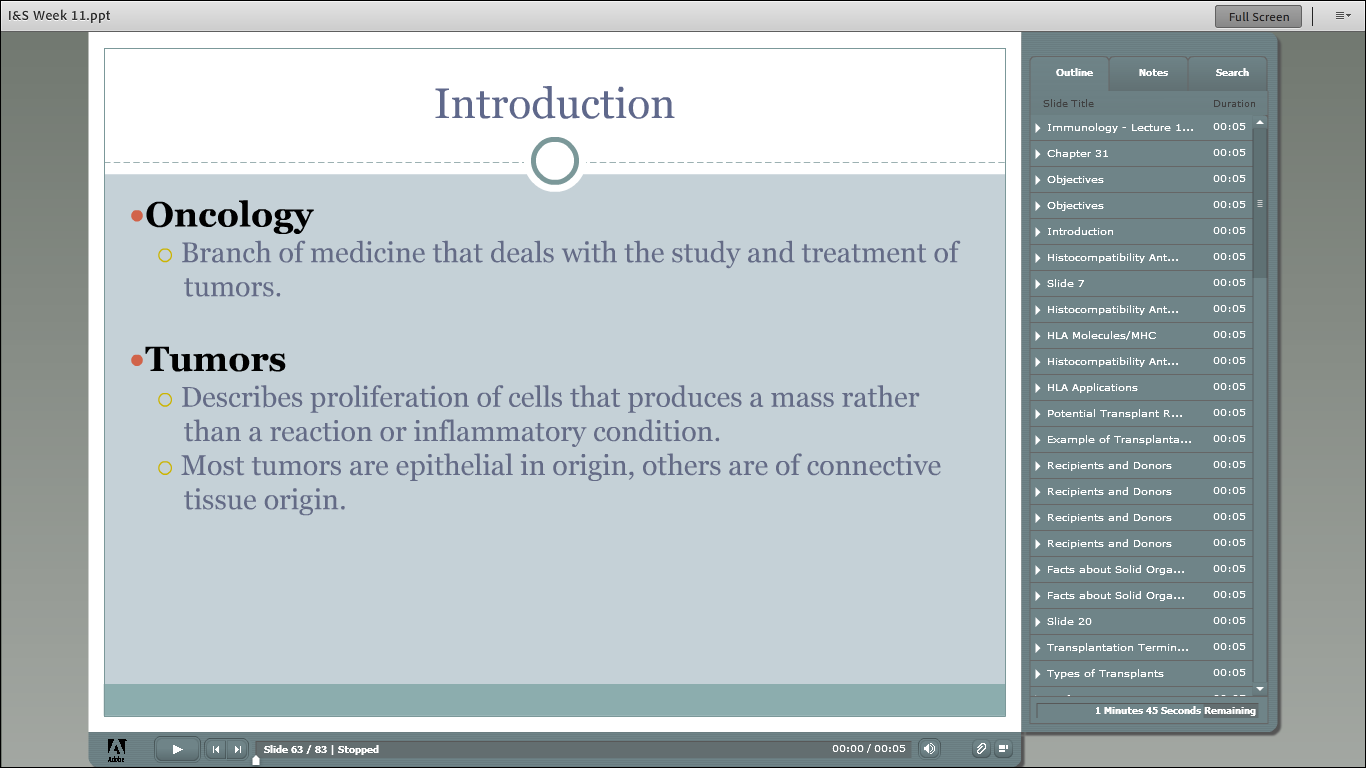 I&S Week 11.ppt
Full Screen
Introduction
Oncology
Branch of medicine that deals with the study and treatment of
tumors.
Tumors
Describes proliferation of cells that produces a mass rather
than a reaction or inflammatory condition.
Most tumors are epithelial in origin, others are of connective
tissue origin.
Outline Notes Search
Slide Title Duration
Immunology - Lecture 1... 00:05
Chapter 31 00:05
Objectives 00:05
Objectives 00:05
Introduction 00:05
Histocompatibility Ant... 00:05
Slide 7 00:05
Histocompatibility Ant... 00:05
HLA Molecules/MHC 00:05
Histocompatibility Ant... 00:05
HLA Applications 00:05
Potential Transplant R... 00:05
Example of Transplanta... 00:05
Recipients and Donors 00:05
Recipients and Donors 00:05
Recipients and Donors 00:05
Recipients and Donors 00:05
Facts about Solid Orga... 00:05
Facts about Solid Orga... 00:05
Slide 20 00:05
Transplantation Termin... 00:05
Types of Transplants 00:05
1 Minutes 45 Seconds Remaining
Adobe
Slide 63 / 83 | Stopped
00:00 / 00:05